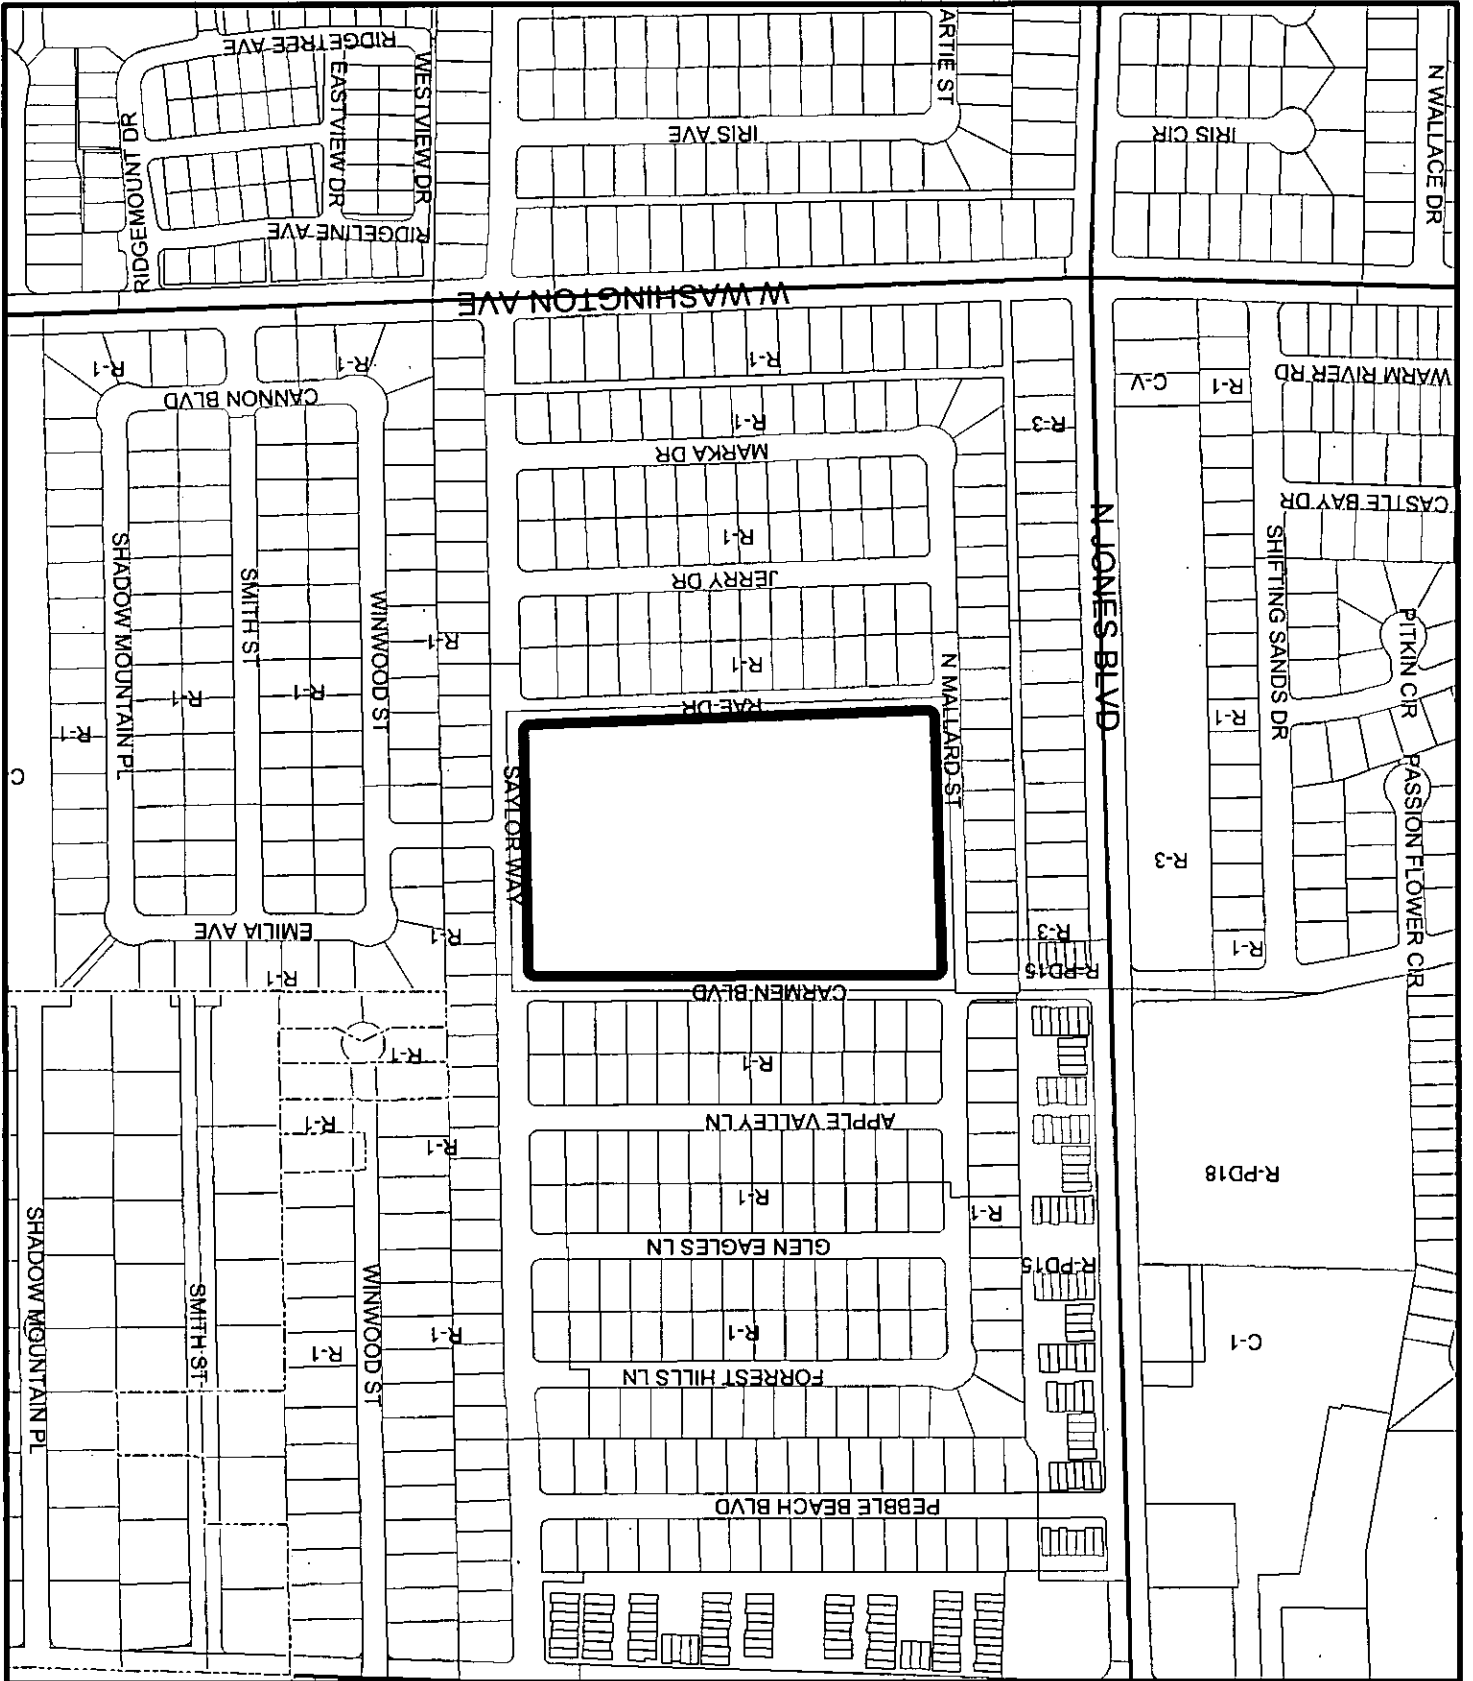 RIDGETREE AVE
WESTVIEW DR
EASTVIEW DR
RIDGEMOUNT DR
RIDGELINE AVE
ARTIE ST
IRIS AVE
IRIS CIR
N WALLACE DR
W WASHINGTON AVE
R-1
R-1
R-1
C-V
R-1
WARM RIVER RD
CANNON BLVD
R-1
R-3
MARKA DR
CASTLE BAY DR
R-1
N JONES BLVD
SHIFTING SANDS DR
SHADOW MOUNTAIN PL
SMITH ST
WINWOOD ST
JERRY DR
R-1
R-1
N MALLARD ST
PITKIN CIR
R-1
R-1
R-1
RAE DR
R-1
C
SAYLOR WAY
PASSION FLOWER CIR
R-3
EMILIA AVE
R-1
R-3
R-1
R-1
R-PD15
CARMEN BLVD
R-1
R-1
R-1
APPLE VALLEY LN
R-1
R-1
R-PD18
R-1
SHADOW MOUNTAIN PL
SMITH ST
WINWOOD ST
GLEN EAGLES LN
R-PD15
R-1
R-1
R-1
C-1
FORREST HILLS LN
PEBBLE BEACH BLVD